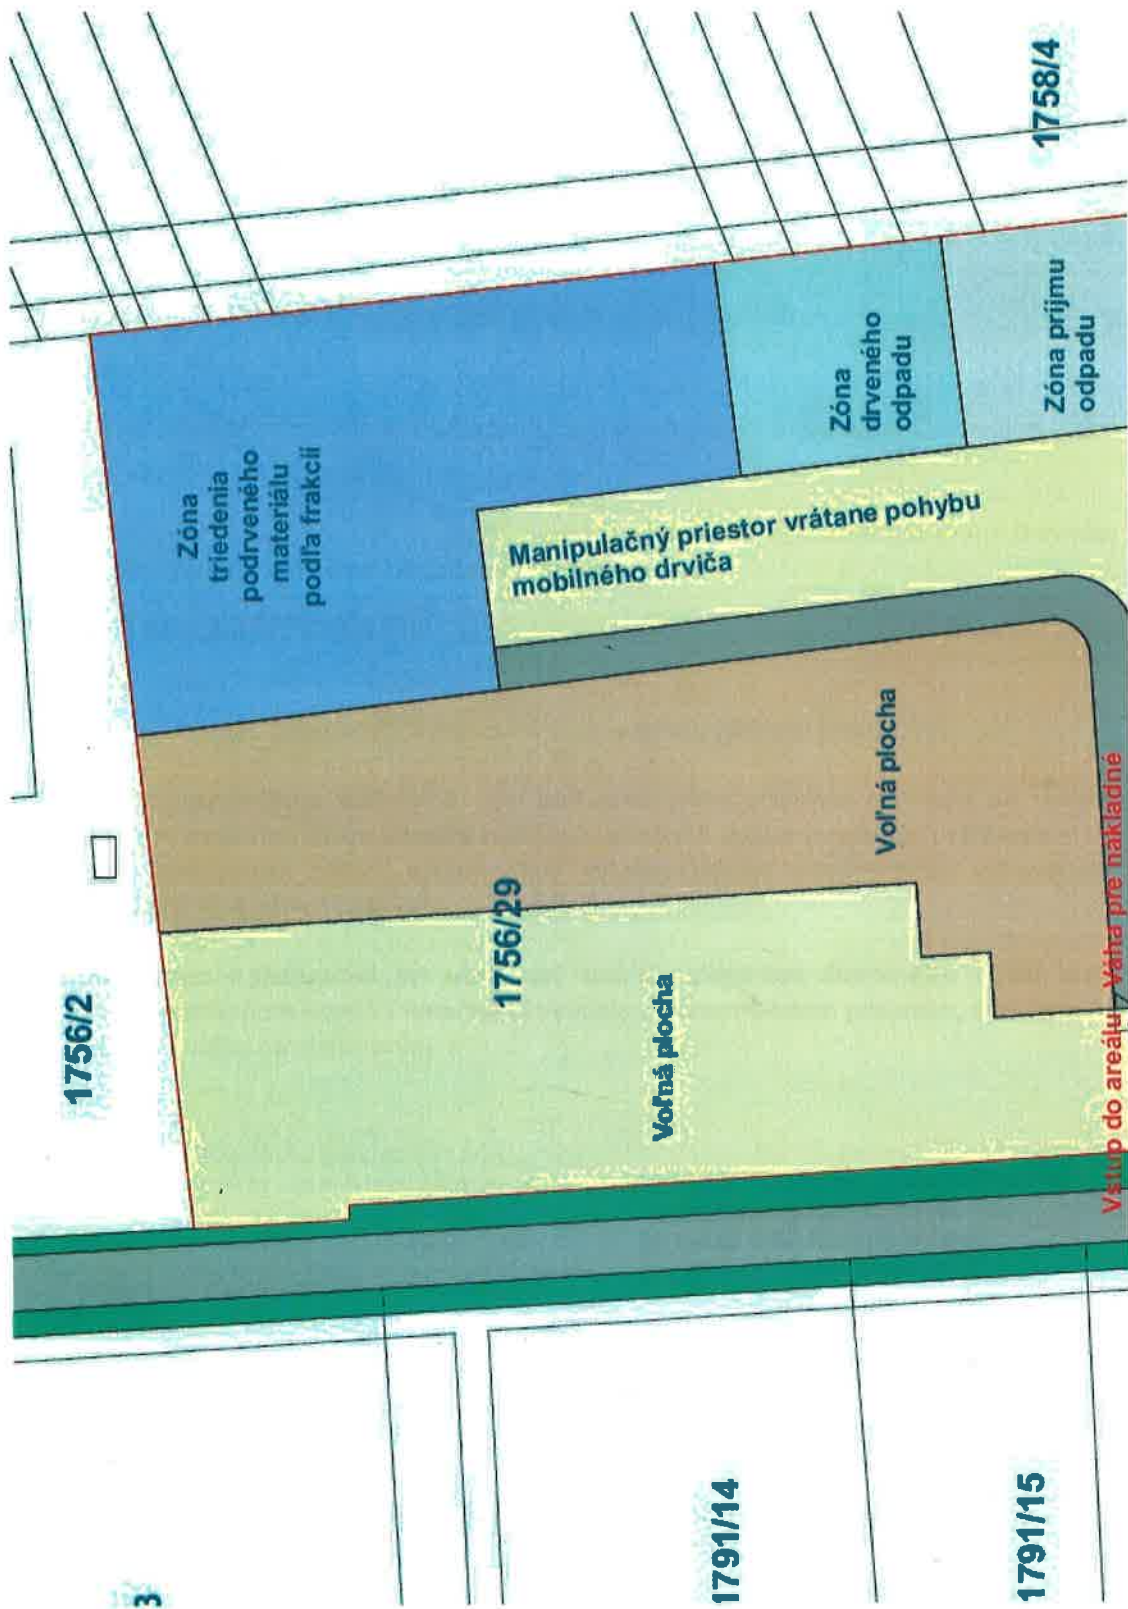 1756/2
Zóna
triedenia
podrveného
materiálu
podľa frakcií
1758/4
Manipulačný priestor vrátane pohybu
mobilného drviča
Zóna
drveného
odpadu
Zóna príjmu
odpadu
1756/29
Voľná plocha
Voľná plocha
Vstup do areálu
Váha pre nákladné
3
1791/14
1791/15